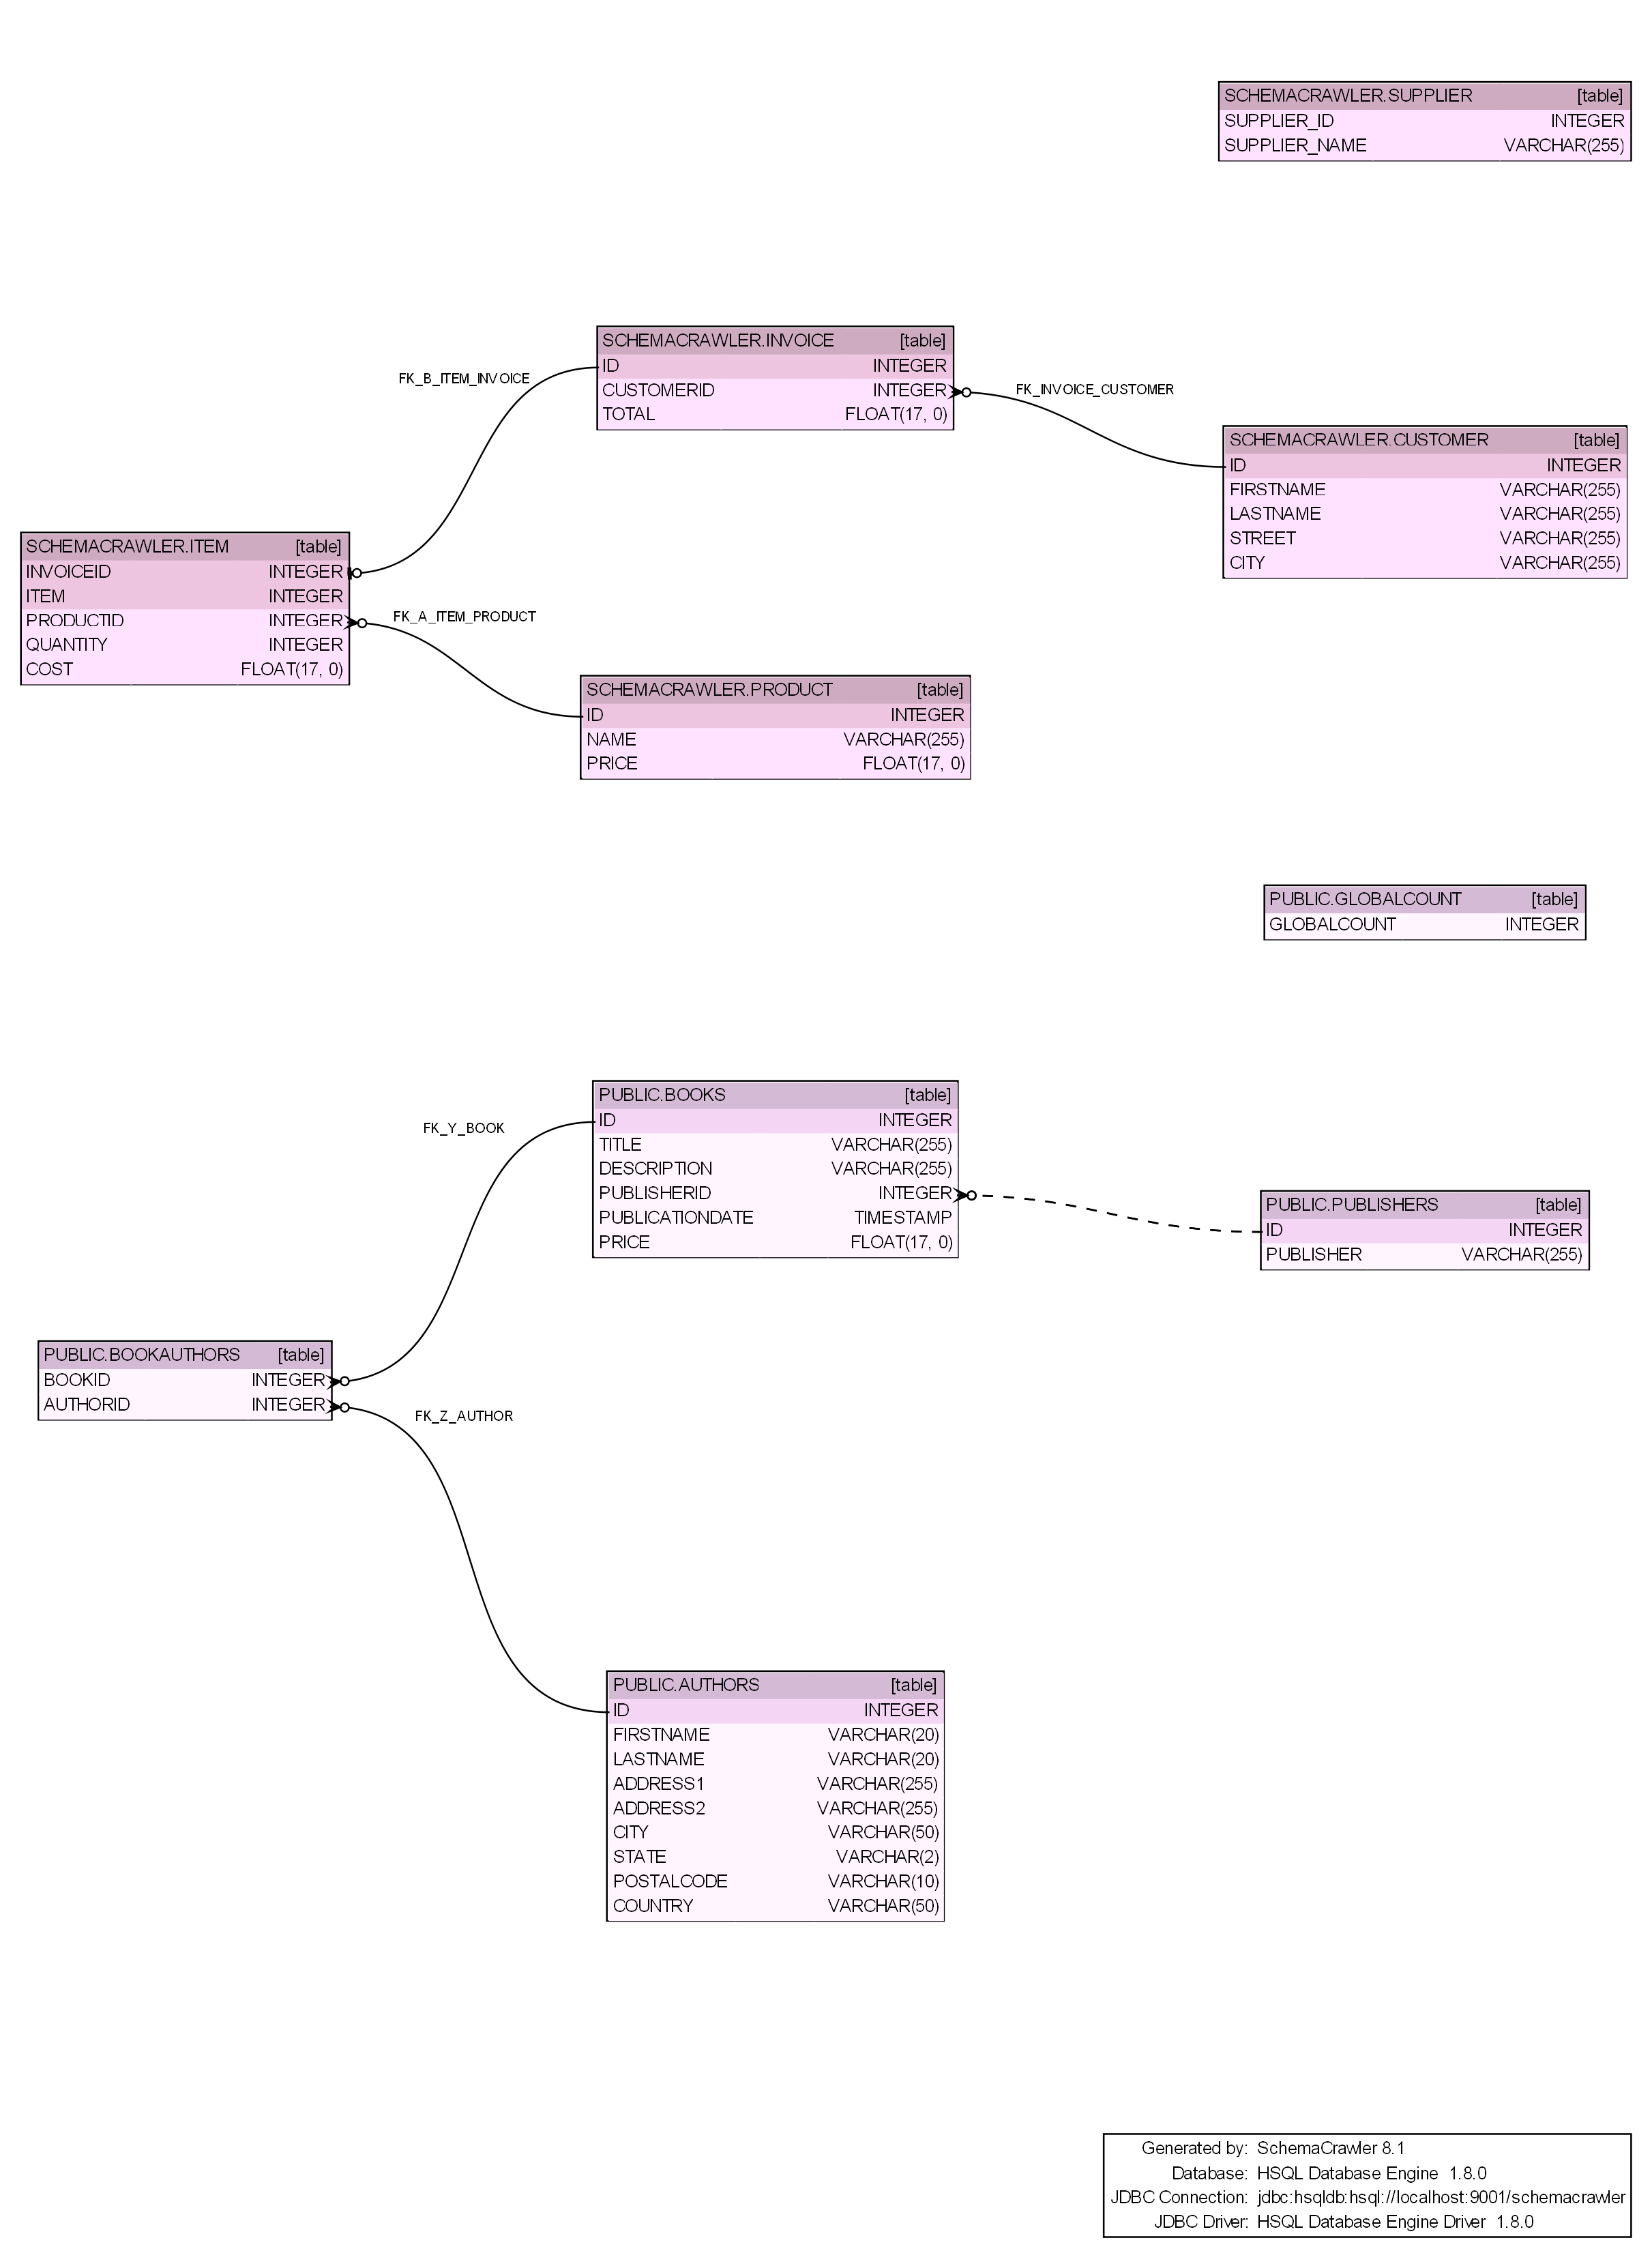 SCHEMACRAWLER.SUPPLIER [table]
SUPPLIER_ID INTEGER
SUPPLIER_NAME VARCHAR(255)
SCHEMACRAWLER.INVOICE [table]
ID INTEGER
CUSTOMERID INTEGER
TOTAL FLOAT(17, 0)
FK_B_ITEM_INVOICE
FK_INVOICE_CUSTOMER
SCHEMACRAWLER.CUSTOMER [table]
ID INTEGER
FIRSTNAME VARCHAR(255)
LASTNAME VARCHAR(255)
STREET VARCHAR(255)
CITY VARCHAR(255)
SCHEMACRAWLER.ITEM [table]
INVOICEID INTEGER
ITEM INTEGER
PRODUCTID INTEGER
QUANTITY INTEGER
COST FLOAT(17, 0)
FK_A_ITEM_PRODUCT
SCHEMACRAWLER.PRODUCT [table]
ID INTEGER
NAME VARCHAR(255)
PRICE FLOAT(17, 0)
PUBLIC.GLOBALCOUNT [table]
GLOBALCOUNT INTEGER
PUBLIC.BOOKS [table]
ID INTEGER
TITLE VARCHAR(255)
DESCRIPTION VARCHAR(255)
PUBLISHERID INTEGER
PUBLICATIONDATE TIMESTAMP
PRICE FLOAT(17, 0)
FK_Y_BOOK
PUBLIC.PUBLISHERS [table]
ID INTEGER
PUBLISHER VARCHAR(255)
PUBLIC.BOOKAUTHORS [table]
BOOKID INTEGER
AUTHORID INTEGER
FK_Z_AUTHOR
PUBLIC.AUTHORS [table]
ID INTEGER
FIRSTNAME VARCHAR(20)
LASTNAME VARCHAR(20)
ADDRESS1 VARCHAR(255)
ADDRESS2 VARCHAR(255)
CITY VARCHAR(50)
STATE VARCHAR(2)
POSTALCODE VARCHAR(10)
COUNTRY VARCHAR(50)
Generated by: SchemaCrawler 8.1
Database: HSQL Database Engine 1.8.0
JDBC Connection: jdbc:hsqldb:hsql://localhost:9001/schemacrawler
JDBC Driver: HSQL Database Engine Driver 1.8.0